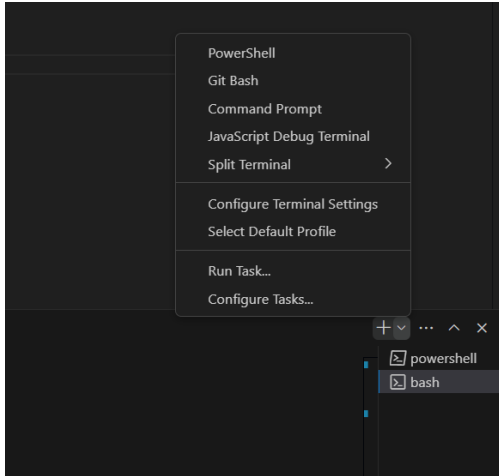 PowerShell
Git Bash
Command Prompt
JavaScript Debug Terminal
Split Terminal
Configure Terminal Settings
Select Default Profile
Run Task...
Configure Tasks...
powershell
bash